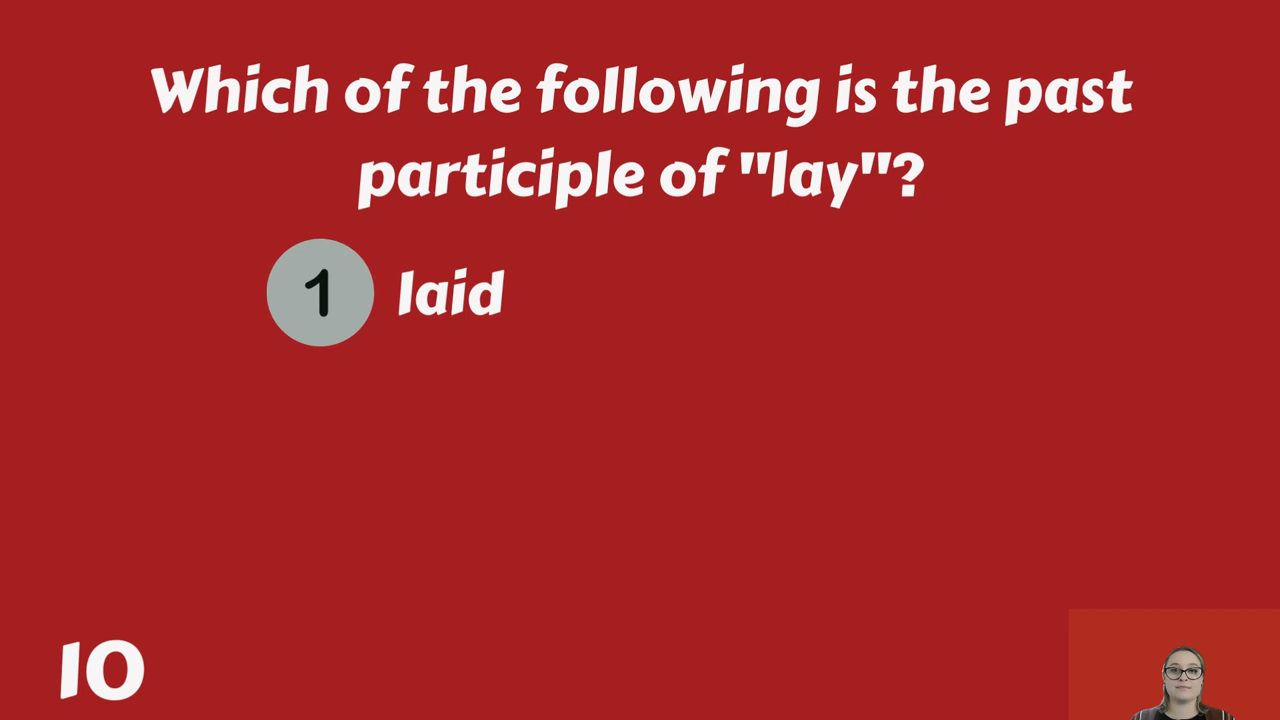 Which of the following is the past
participle of "lay"?
1 laid
10